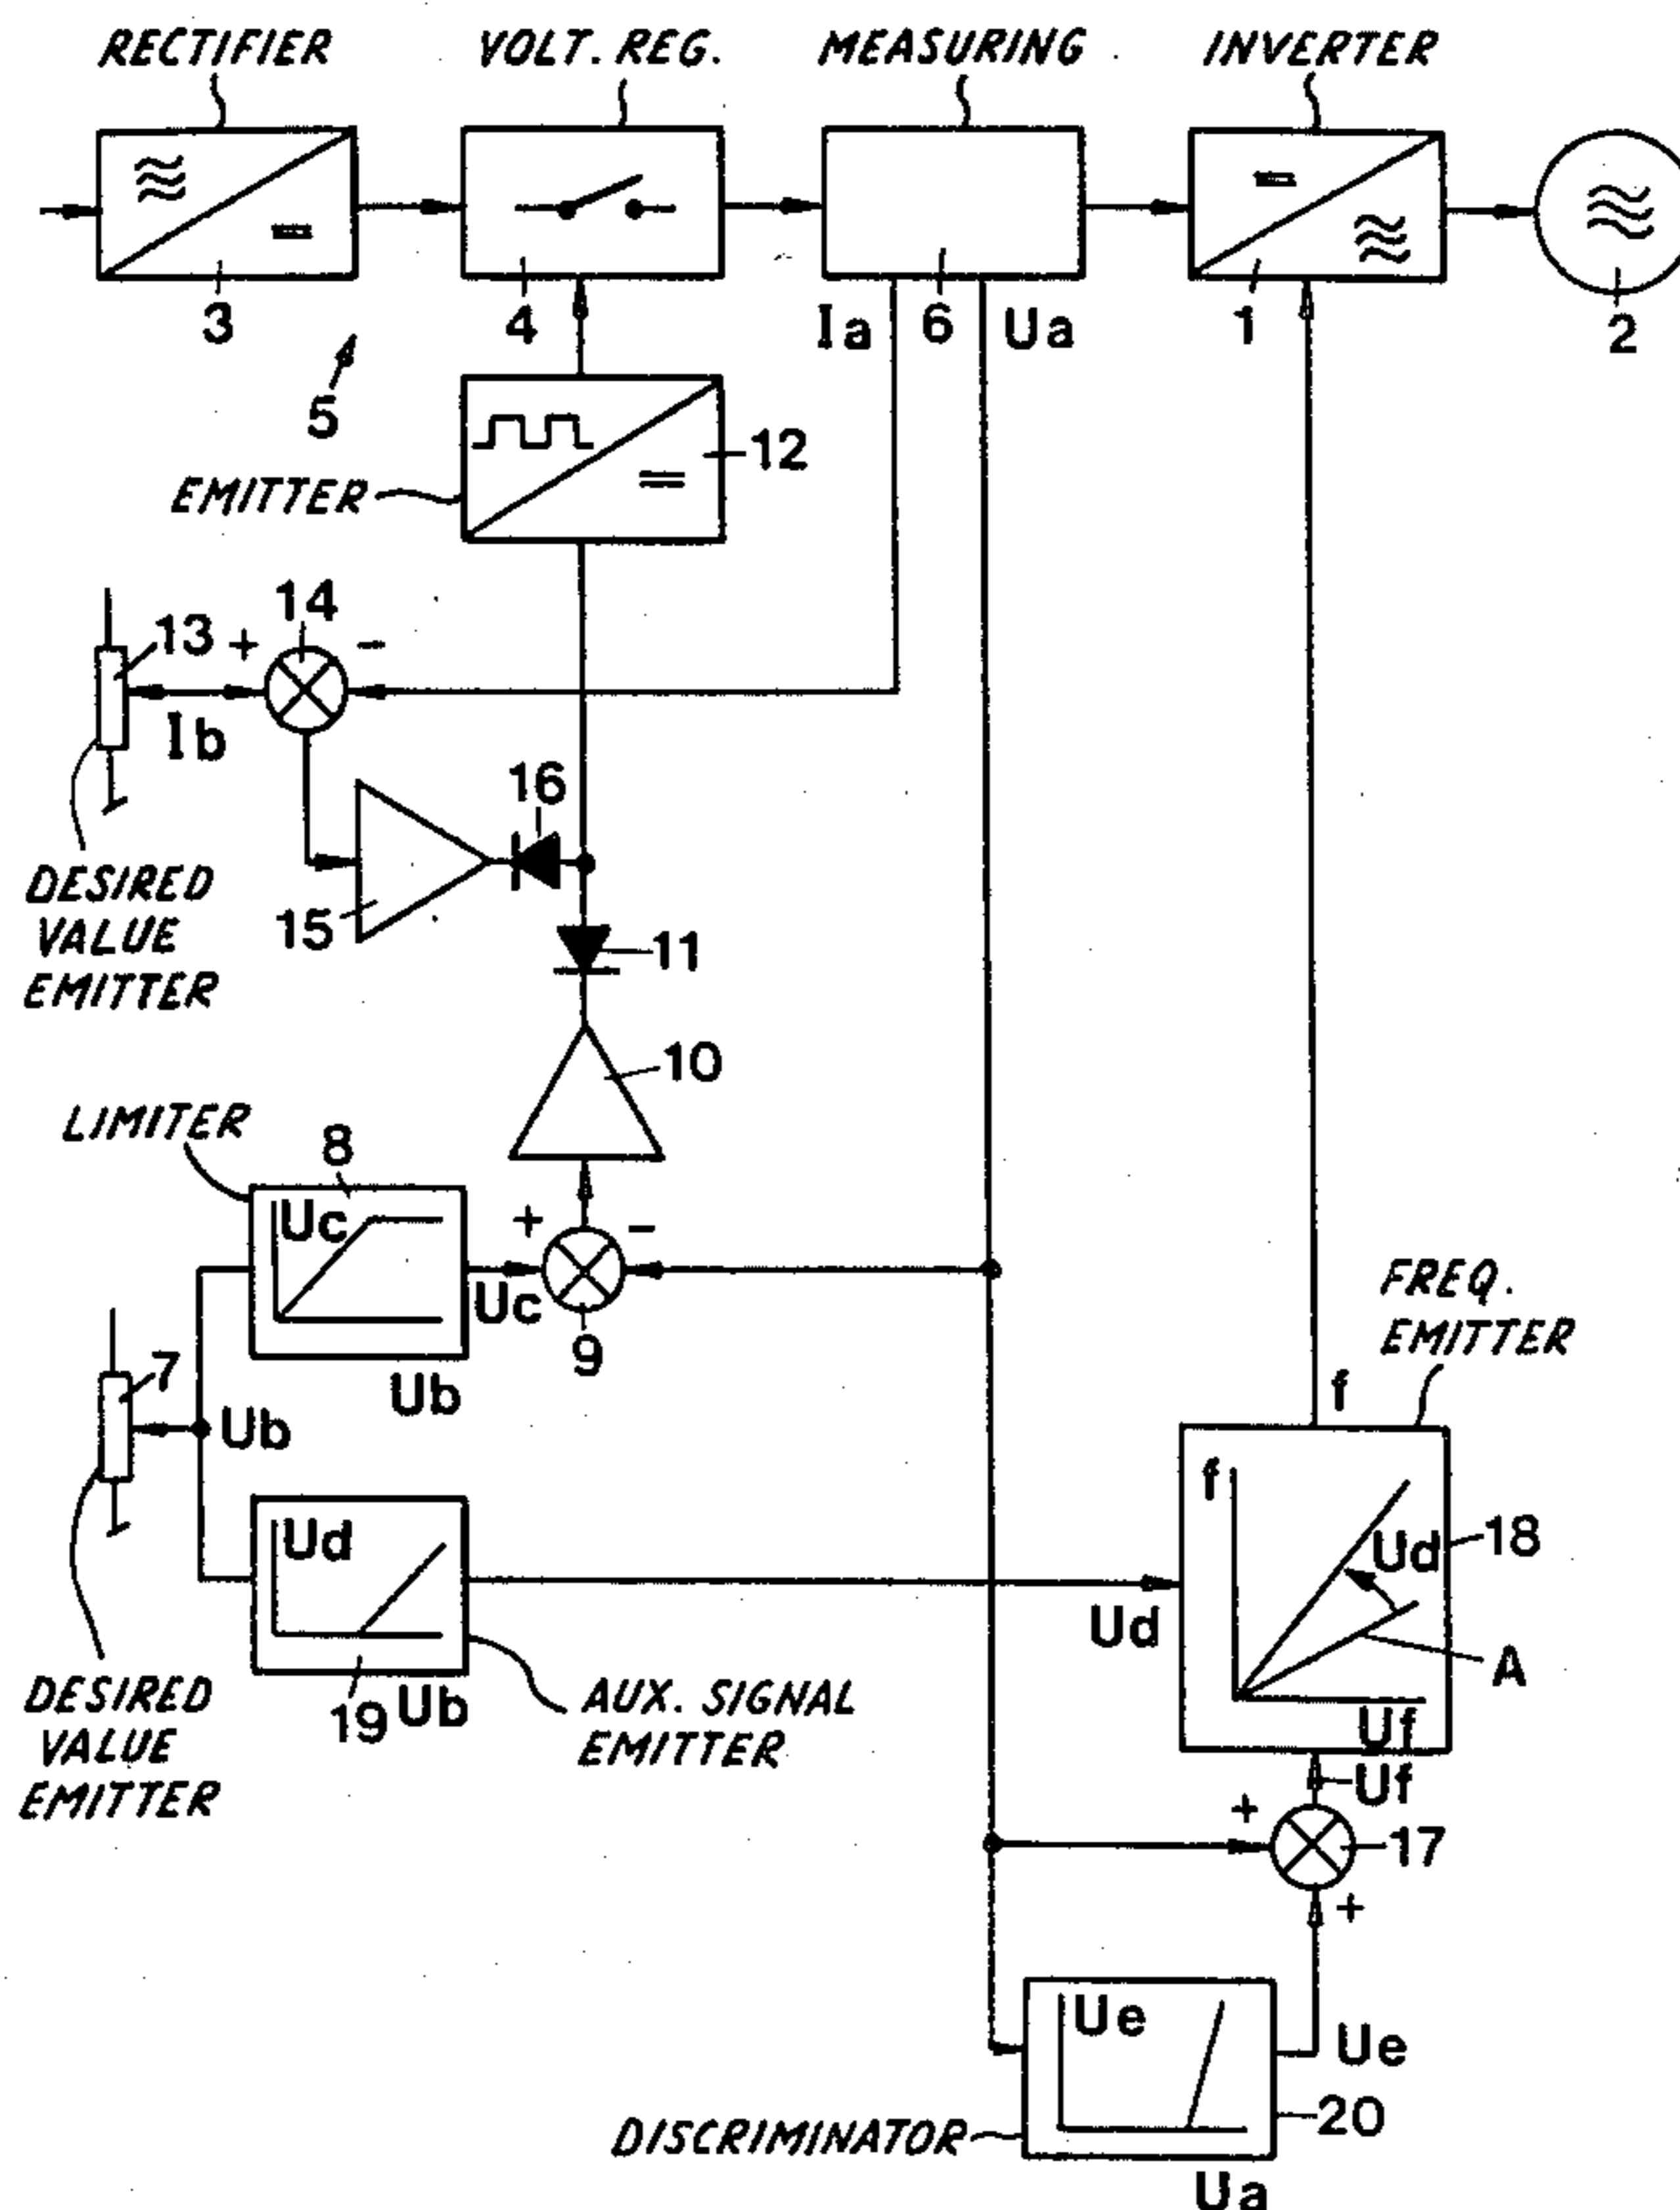 RECTIFIER
VOLT. REG.
MEASURING
INVERTER
3
4
Ia
6
Ua
1
2
5
12
EMITTER
14
13
+
-
Ib
16
DESIRED
VALUE
EMITTER
15
11
10
LIMITER
8
Uc
+
-
Uc
9
Ub
7
Ub
FREQ.
EMITTER
f
f
Ud
18
Ud
Ud
A
19
Ub
AUX. SIGNAL
EMITTER
DESIRED
VALUE
EMITTER
Uf
Uf
+
17
+
Ue
Ue
20
DISCRIMINATOR
Ua